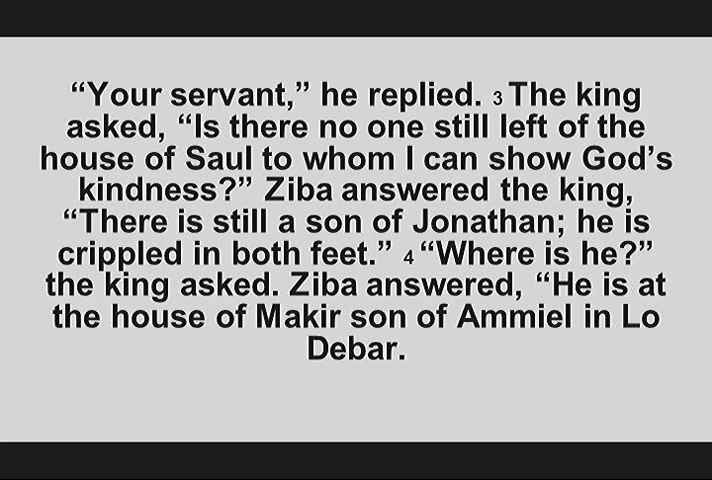 “Your servant,” he replied. 3 The king
asked, “Is there no one still left of the
house of Saul to whom I can show God’s
kindness?” Ziba answered the king,
“There is still a son of Jonathan; he is
crippled in both feet.” 4 “Where is he?”
the king asked. Ziba answered, “He is at
the house of Makir son of Ammiel in Lo
Debar.